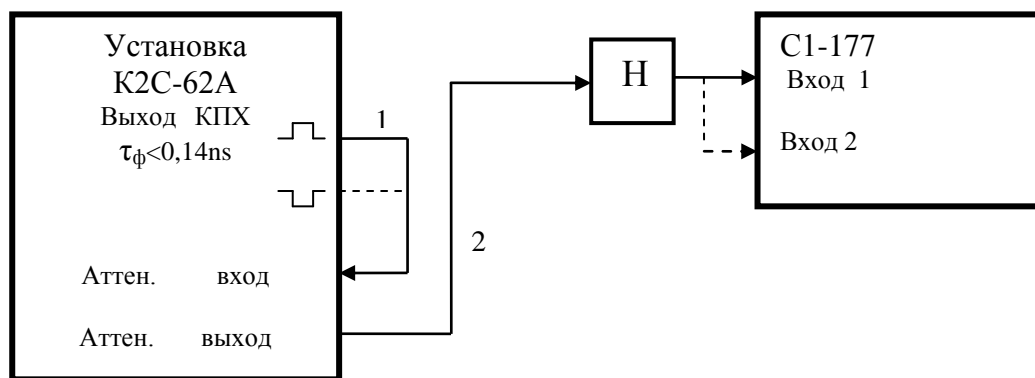 Установка
К2С-62А
Выход КПХ
τф<0,14ns
Аттен. вход
Аттен. выход
1
2
Н
С1-177
Вход 1
Вход 2